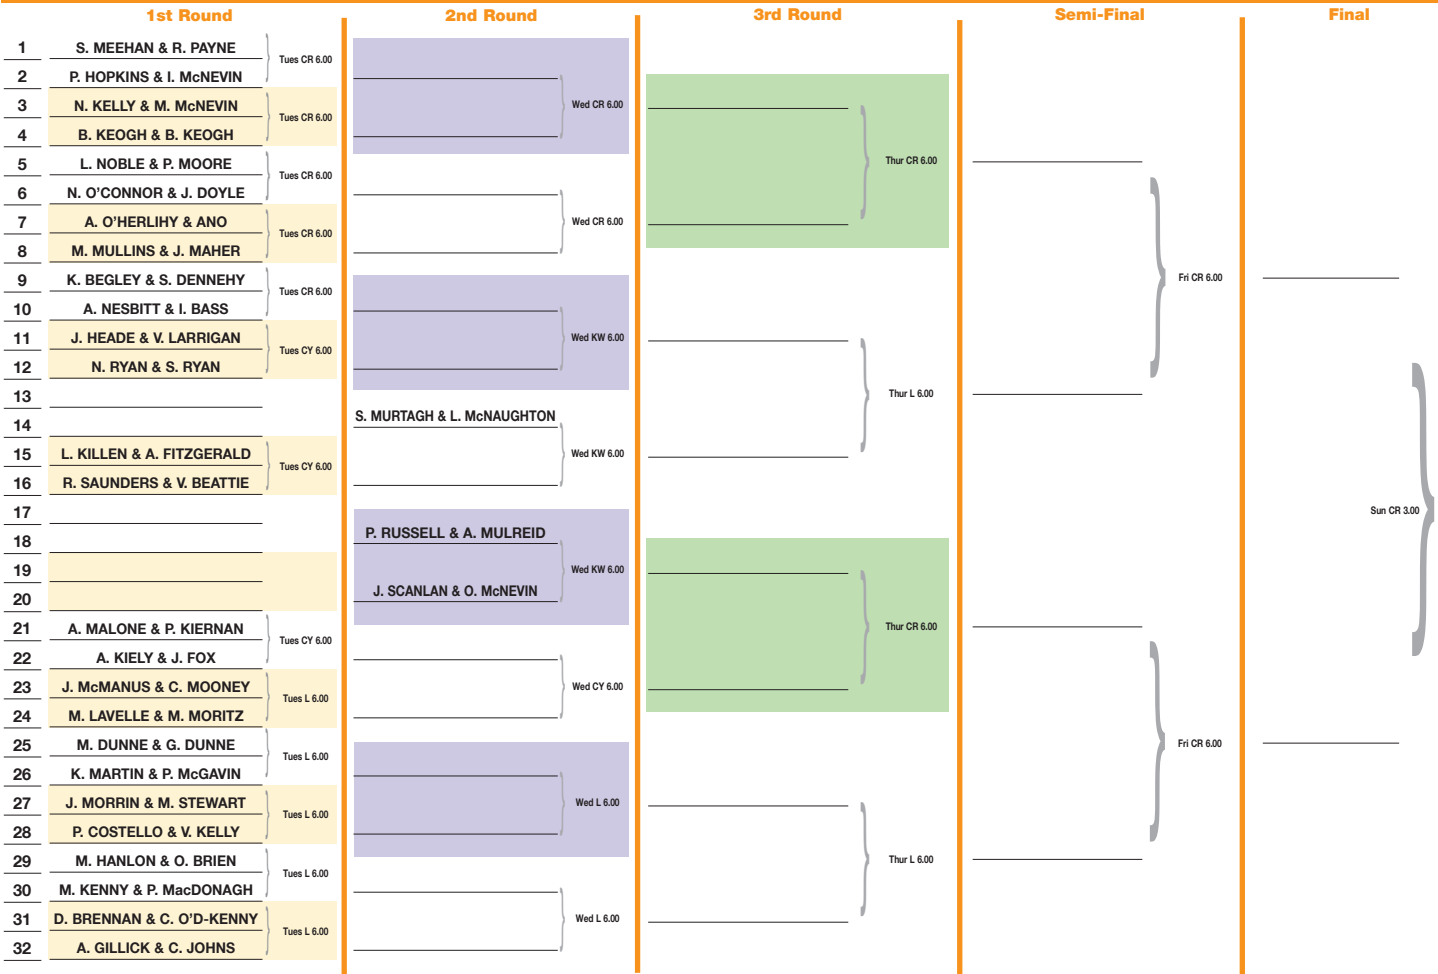 1st Round
2nd Round
3rd Round
Semi-Final
Final
1 S. MEEHAN & R. PAYNE
Tues CR 6.00
2 P. HOPKINS & I. McNEVIN
3 N. KELLY & M. McNEVIN
Tues CR 6.00
4 B. KEOGH & B. KEOGH
5 L. NOBLE & P. MOORE
Tues CR 6.00
6 N. O'CONNOR & J. DOYLE
7 A. O'HERLIHY & ANO
Tues CR 6.00
8 M. MULLINS & J. MAHER
9 K. BEGLEY & S. DENNEHY
Tues CR 6.00
10 A. NESBITT & I. BASS
11 J. HEADE & V. LARRIGAN
Tues CY 6.00
12 N. RYAN & S. RYAN
13
14
15 L. KILLEN & A. FITZGERALD
Tues CY 6.00
16 R. SAUNDERS & V. BEATTIE
17
18
19
20
21 A. MALONE & P. KIERNAN
Tues CY 6.00
22 A. KIELY & J. FOX
23 J. McMANUS & C. MOONEY
Tues L 6.00
24 M. LAVELLE & M. MORITZ
25 M. DUNNE & G. DUNNE
Tues L 6.00
26 K. MARTIN & P. McGAVIN
27 J. MORRIN & M. STEWART
Tues L 6.00
28 P. COSTELLO & V. KELLY
29 M. HANLON & O. BRIEN
Tues L 6.00
30 M. KENNY & P. MacDONAGH
31 D. BRENNAN & C. O'D-KENNY
Tues L 6.00
32 A. GILLICK & C. JOHNS
Wed CR 6.00
Wed CR 6.00
Wed KW 6.00
S. MURTAGH & L. McNAUGHTON
Wed KW 6.00
P. RUSSELL & A. MULREID
Wed KW 6.00
J. SCANLAN & O. McNEVIN
Wed CY 6.00
Wed L 6.00
Wed L 6.00
Thur CR 6.00
Thur L 6.00
Thur CR 6.00
Thur L 6.00
Fri CR 6.00
Fri CR 6.00
Sun CR 3.00